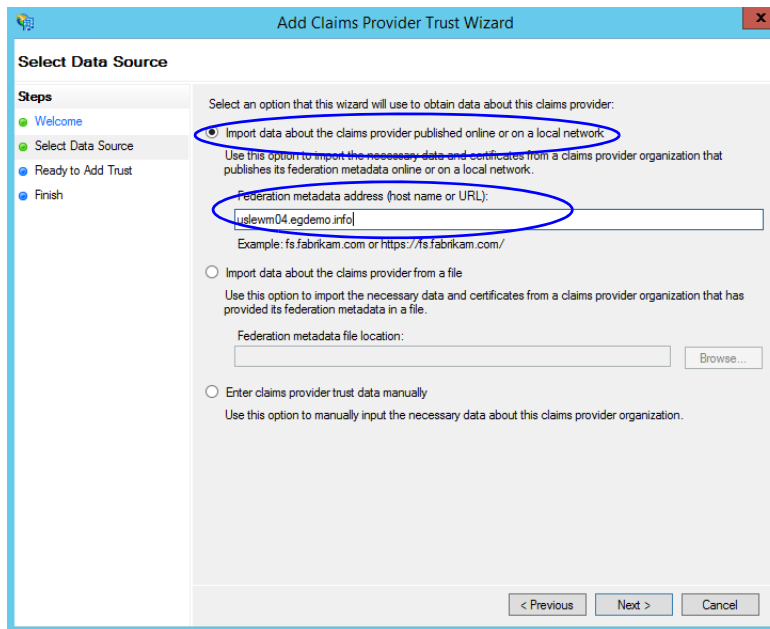 Add Claims Provider Trust Wizard
x
Select Data Source
Steps
Welcome
Select Data Source
Ready to Add Trust
Finish
Select an option that this wizard will use to obtain data about this claims provider:
Import data about the claims provider published online or on a local network
Use this option to import the necessary data and certificates from a claims provider organization that
publishes its federation metadata online or on a local network.
Federation metadata address (host name or URL):
uslewm04.egdemo.info
Example: fs.fabrikam.com or https://fs.fabrikam.com/
Import data about the claims provider from a file
Use this option to import the necessary data and certificates from a claims provider organization that has
provided its federation metadata in a file.
Federation metadata file location:
Browse...
Enter claims provider trust data manually
Use this option to manually input the necessary data about this claims provider organization.
< Previous
Next >
Cancel